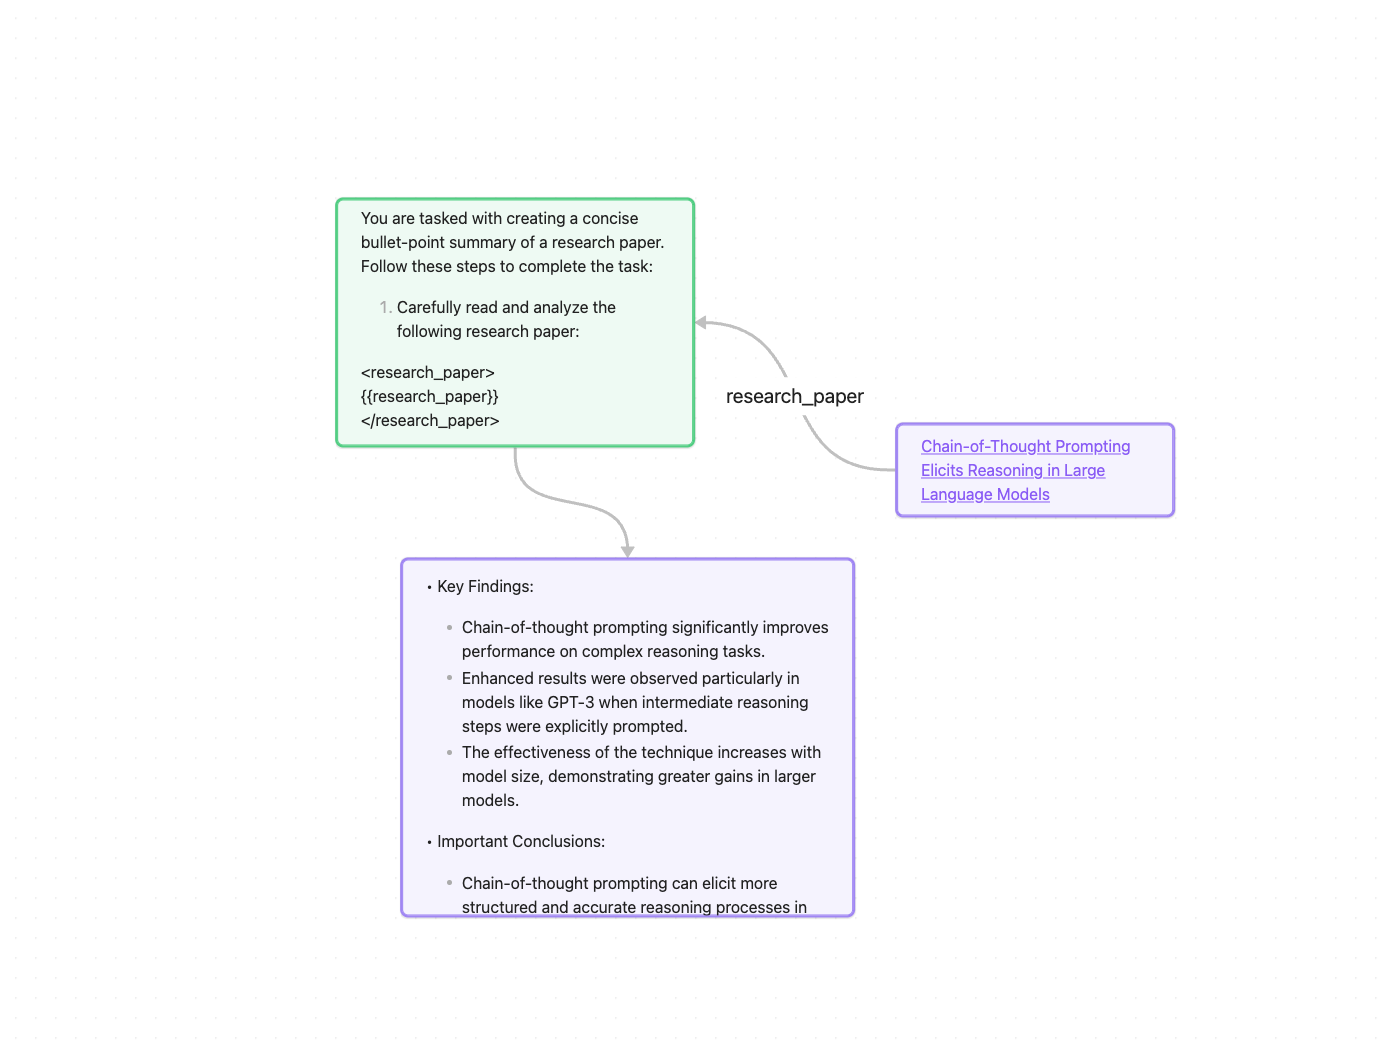 You are tasked with creating a concise
bullet-point summary of a research paper.
Follow these steps to complete the task:
1. Carefully read and analyze the
following research paper:
<research_paper>
{{research_paper}}
</research_paper>
research_paper
Chain-of-Thought Prompting
Elicits Reasoning in Large
Language Models
• Key Findings:
• Chain-of-thought prompting significantly improves
performance on complex reasoning tasks.
• Enhanced results were observed particularly in
models like GPT-3 when intermediate reasoning
steps were explicitly prompted.
• The effectiveness of the technique increases with
model size, demonstrating greater gains in larger
models.
• Important Conclusions:
• Chain-of-thought prompting can elicit more
structured and accurate reasoning processes in